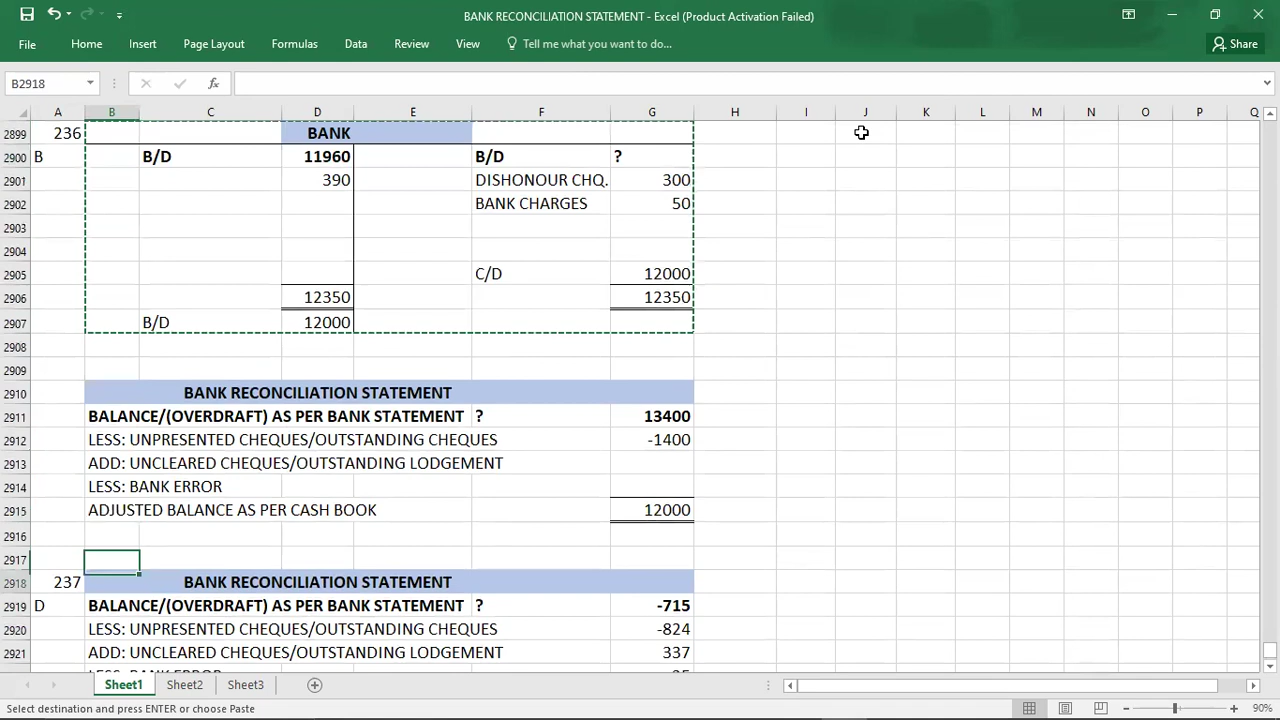 BANK RECONCILIATION STATEMENT - Excel (Product Activation Failed)
File Home Insert Page Layout Formulas Data Review View Tell me what you want to do... Share
B2918 fx
A B C D E F G H I J K L M N O P Q
2899 236 BANK
2900 B B/D 11960 B/D ?
2901 390 DISHONOUR CHQ. 300
2902 BANK CHARGES 50
2903
2904
2905 C/D 12000
2906 12350 12350
2907 B/D 12000
2908
2909
2910 BANK RECONCILIATION STATEMENT
2911 BALANCE/(OVERDRAFT) AS PER BANK STATEMENT ? 13400
2912 LESS: UNPRESENTED CHEQUES/OUTSTANDING CHEQUES -1400
2913 ADD: UNCLEARED CHEQUES/OUTSTANDING LODGEMENT
2914 LESS: BANK ERROR
2915 ADJUSTED BALANCE AS PER CASH BOOK 12000
2916
2917
2918 237 BANK RECONCILIATION STATEMENT
2919 D BALANCE/(OVERDRAFT) AS PER BANK STATEMENT ? -715
2920 LESS: UNPRESENTED CHEQUES/OUTSTANDING CHEQUES -824
2921 ADD: UNCLEARED CHEQUES/OUTSTANDING LODGEMENT 337
Sheet1 Sheet2 Sheet3
Select destination and press ENTER or choose Paste 90%